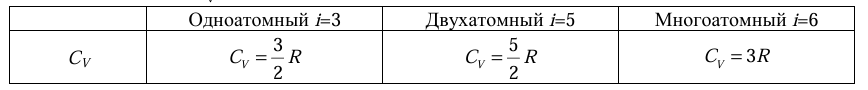 Одноатомный i=3 Двухатомный i=5 Многоатомный i=6
C_V C_V = 3/2 R C_V = 5/2 R C_V = 3R